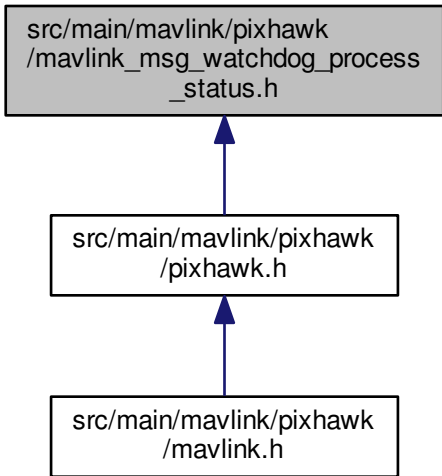 src/main/mavlink/pixhawk
/mavlink_msg_watchdog_process
_status.h
src/main/mavlink/pixhawk
/pixhawk.h
src/main/mavlink/pixhawk
/mavlink.h